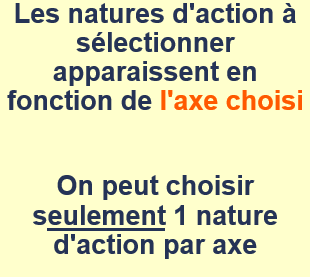 Les natures d'action à
sélectionner
apparaissent en
fonction de l'axe choisi
On peut choisir
seulement 1 nature
d'action par axe